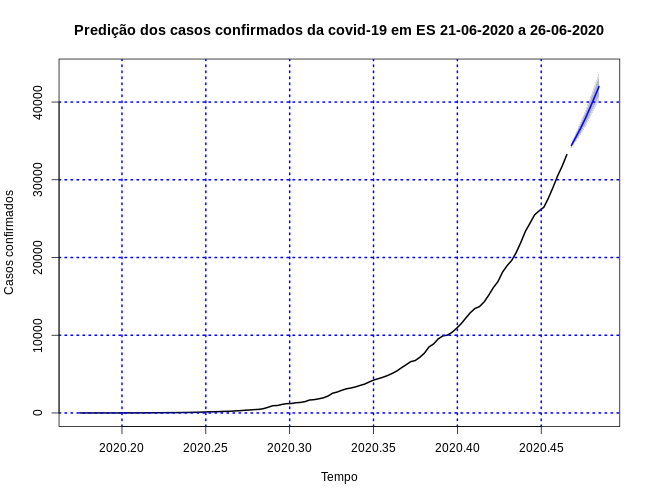 Predição dos casos confirmados da covid-19 em ES 21-06-2020 a 26-06-2020
Casos confirmados
40000
30000
20000
10000
0
2020.20 2020.25 2020.30 2020.35 2020.40 2020.45
Tempo